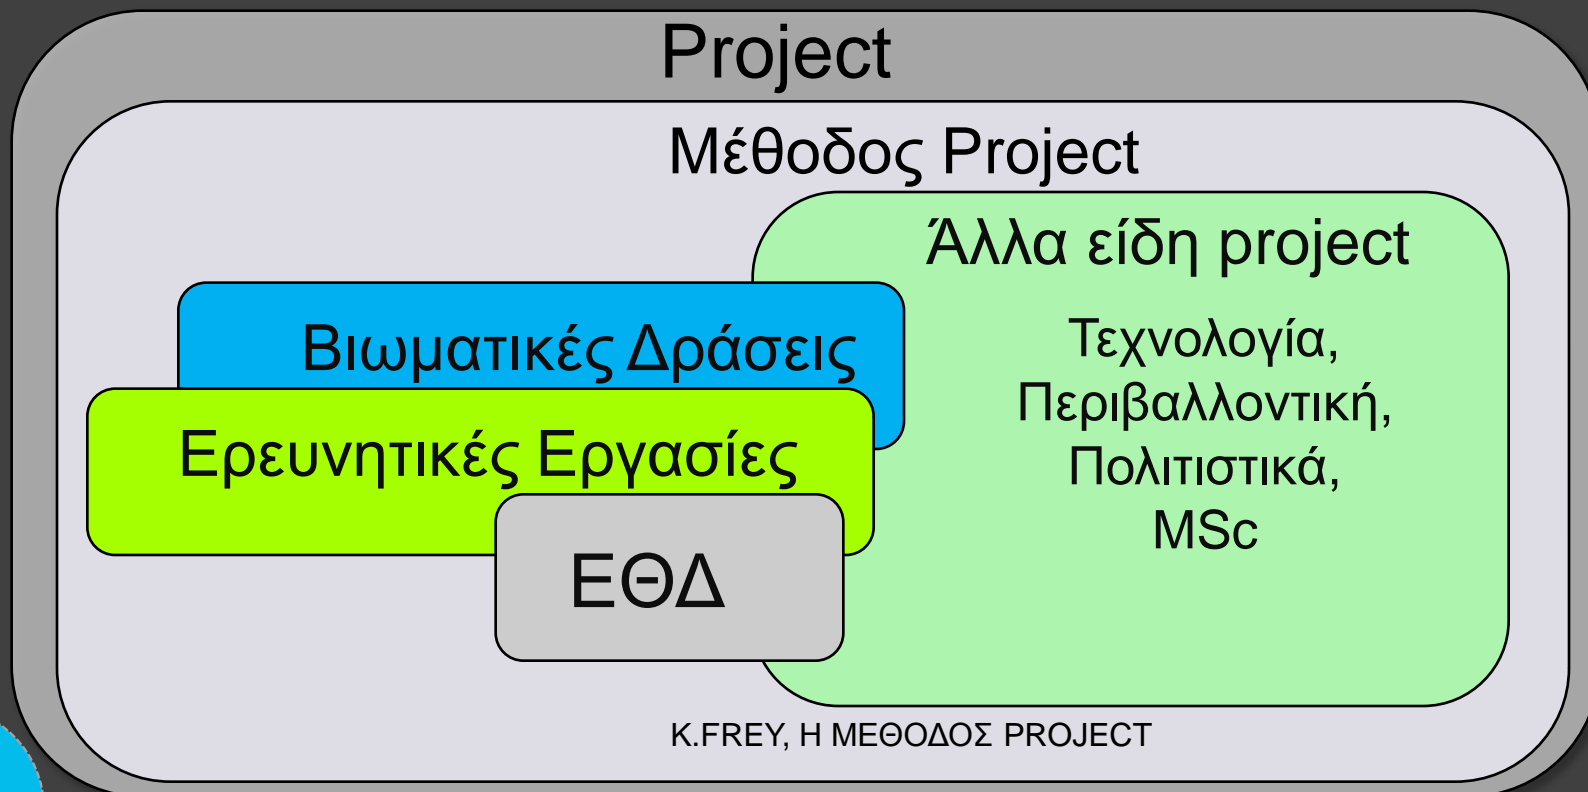 Project
Μέθοδος Project
Άλλα είδη project
Βιωματικές Δράσεις
Ερευνητικές Εργασίες
ΕΘΔ
Τεχνολογία,
Περιβαλλοντική,
Πολιτιστικά,
MSc
K.FREY, Η ΜΕΘΟΔΟΣ PROJECT